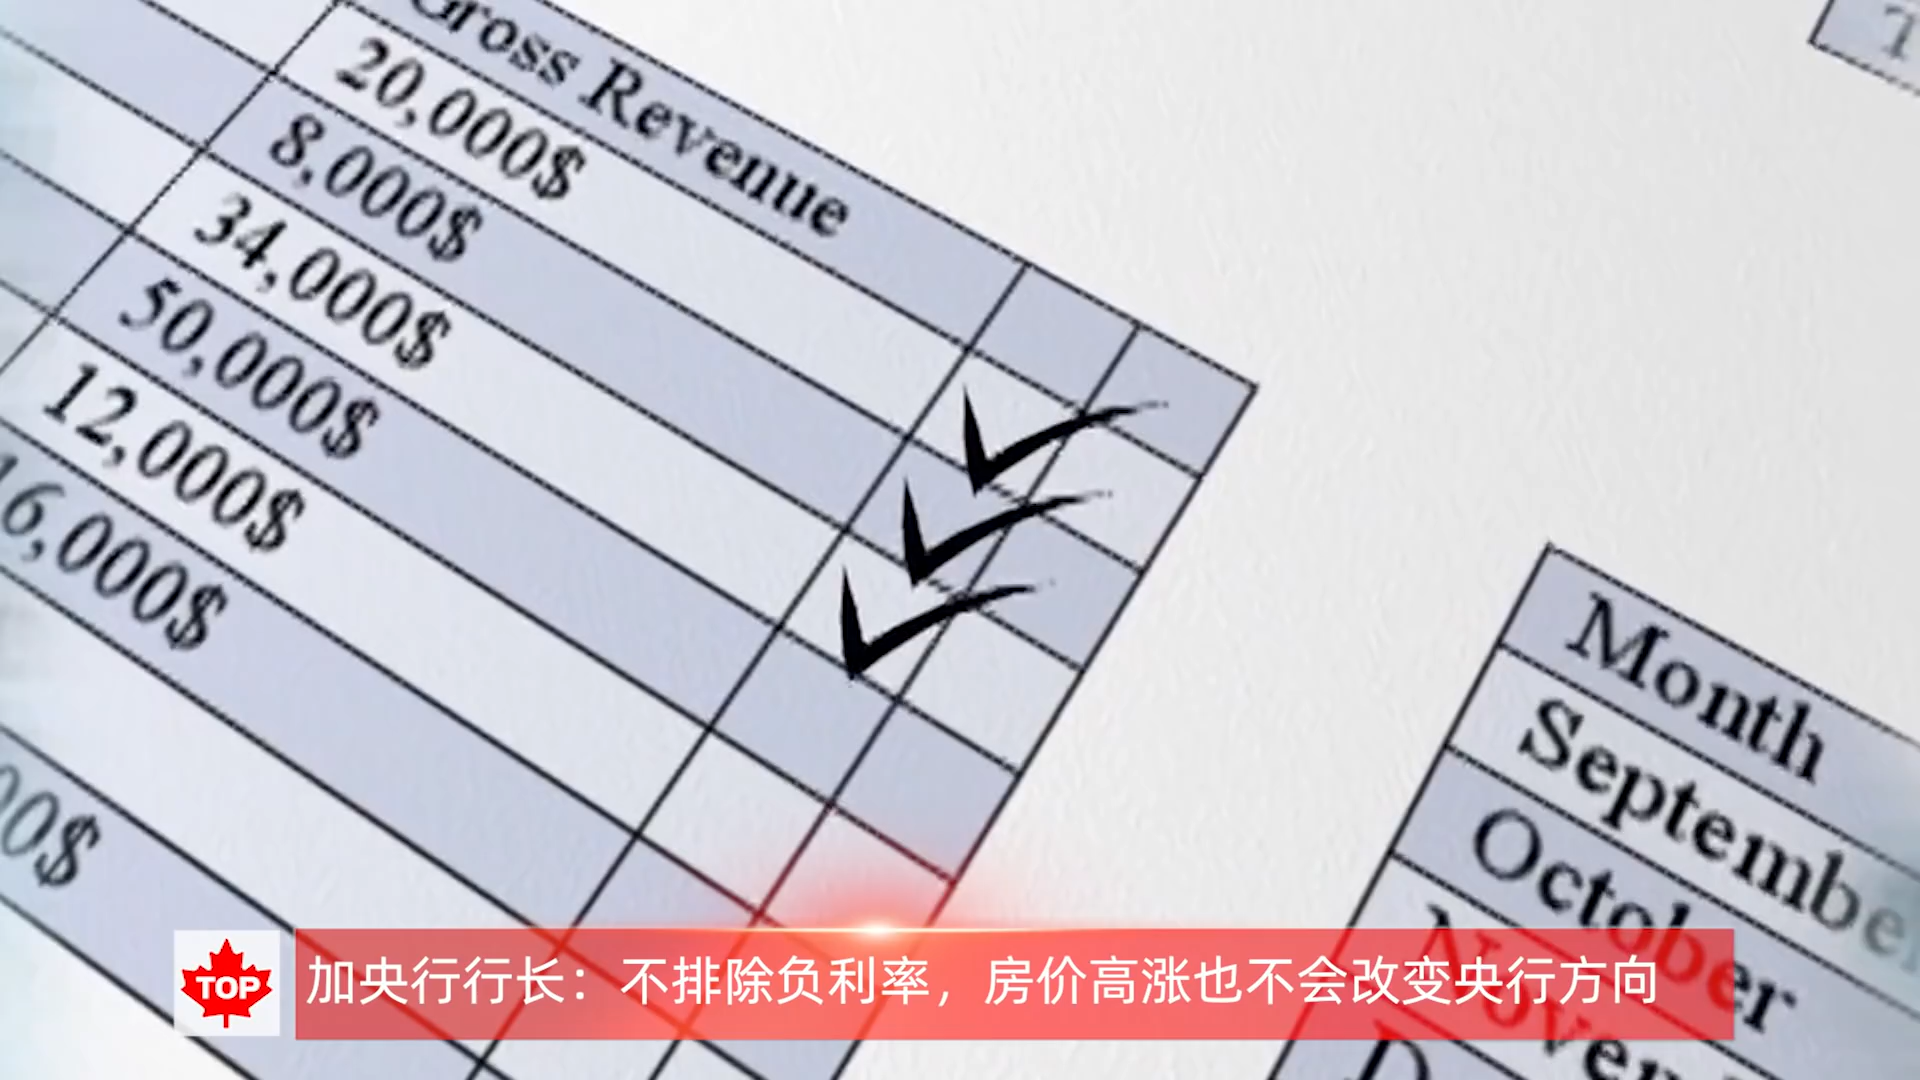 Gross Revenue
20,000$
8,000$
34,000$
50,000$
12,000$
16,000$
00$
Month
September
October
TOP
加央行行长：不排除负利率，房价高涨也不会改变央行方向